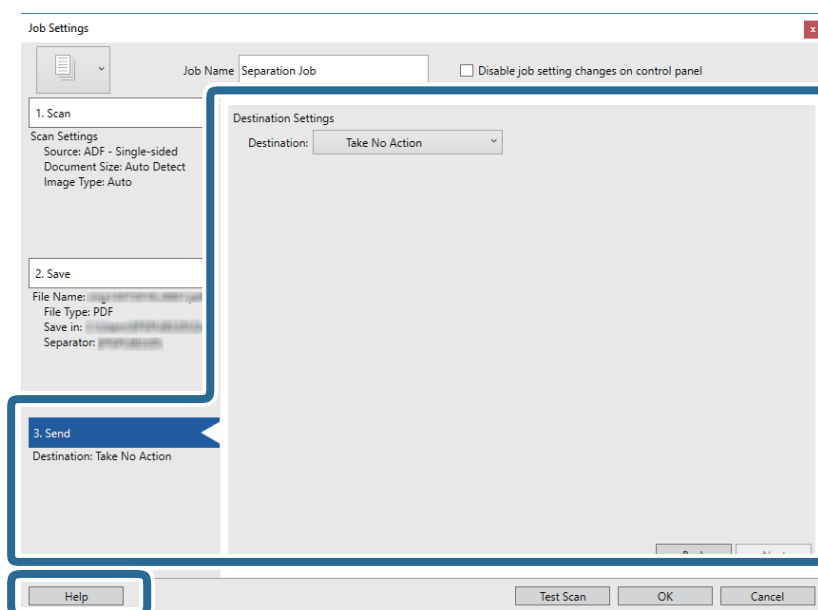 Job Settings
x
Job Name Separation Job
Disable job setting changes on control panel
1. Scan
Scan Settings
Source: ADF - Single-sided
Document Size: Auto Detect
Image Type: Auto
2. Save
File Name:
File Type: PDF
Save in:
Separator:
3. Send
Destination: Take No Action
Destination Settings
Destination: Take No Action
Help
Test Scan
OK
Cancel